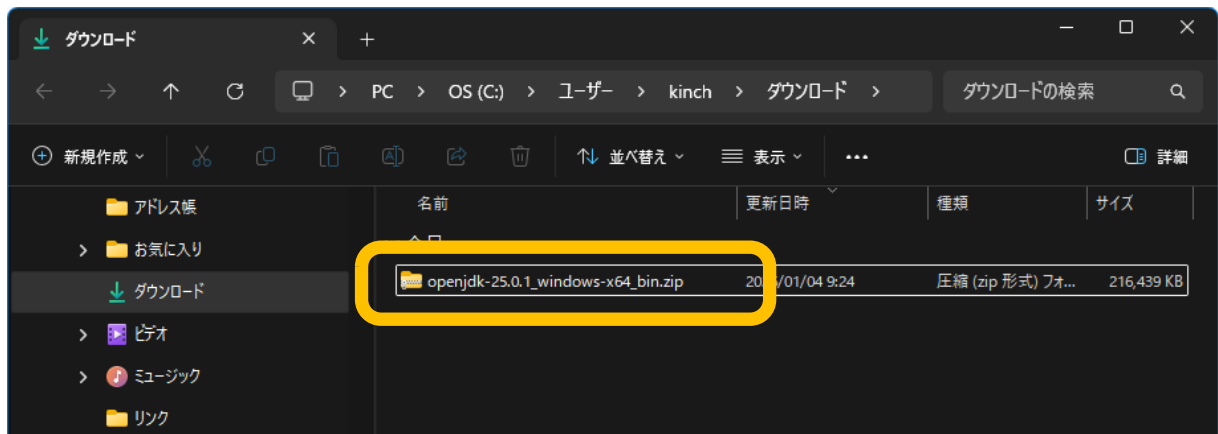 ダウンロード
PC > OS (C:) > ユーザー > kinch > ダウンロード >
ダウンロードの検索
新規作成
並べ替え
表示
詳細
名前 更新日時 種類 サイズ
アドレス帳
お気に入り
ダウンロード
ビデオ
ミュージック
リンク
openjdk-25.0.1_windows-x64_bin.zip /01/04 9:24 圧縮 (zip 形式) フォ... 216,439 KB